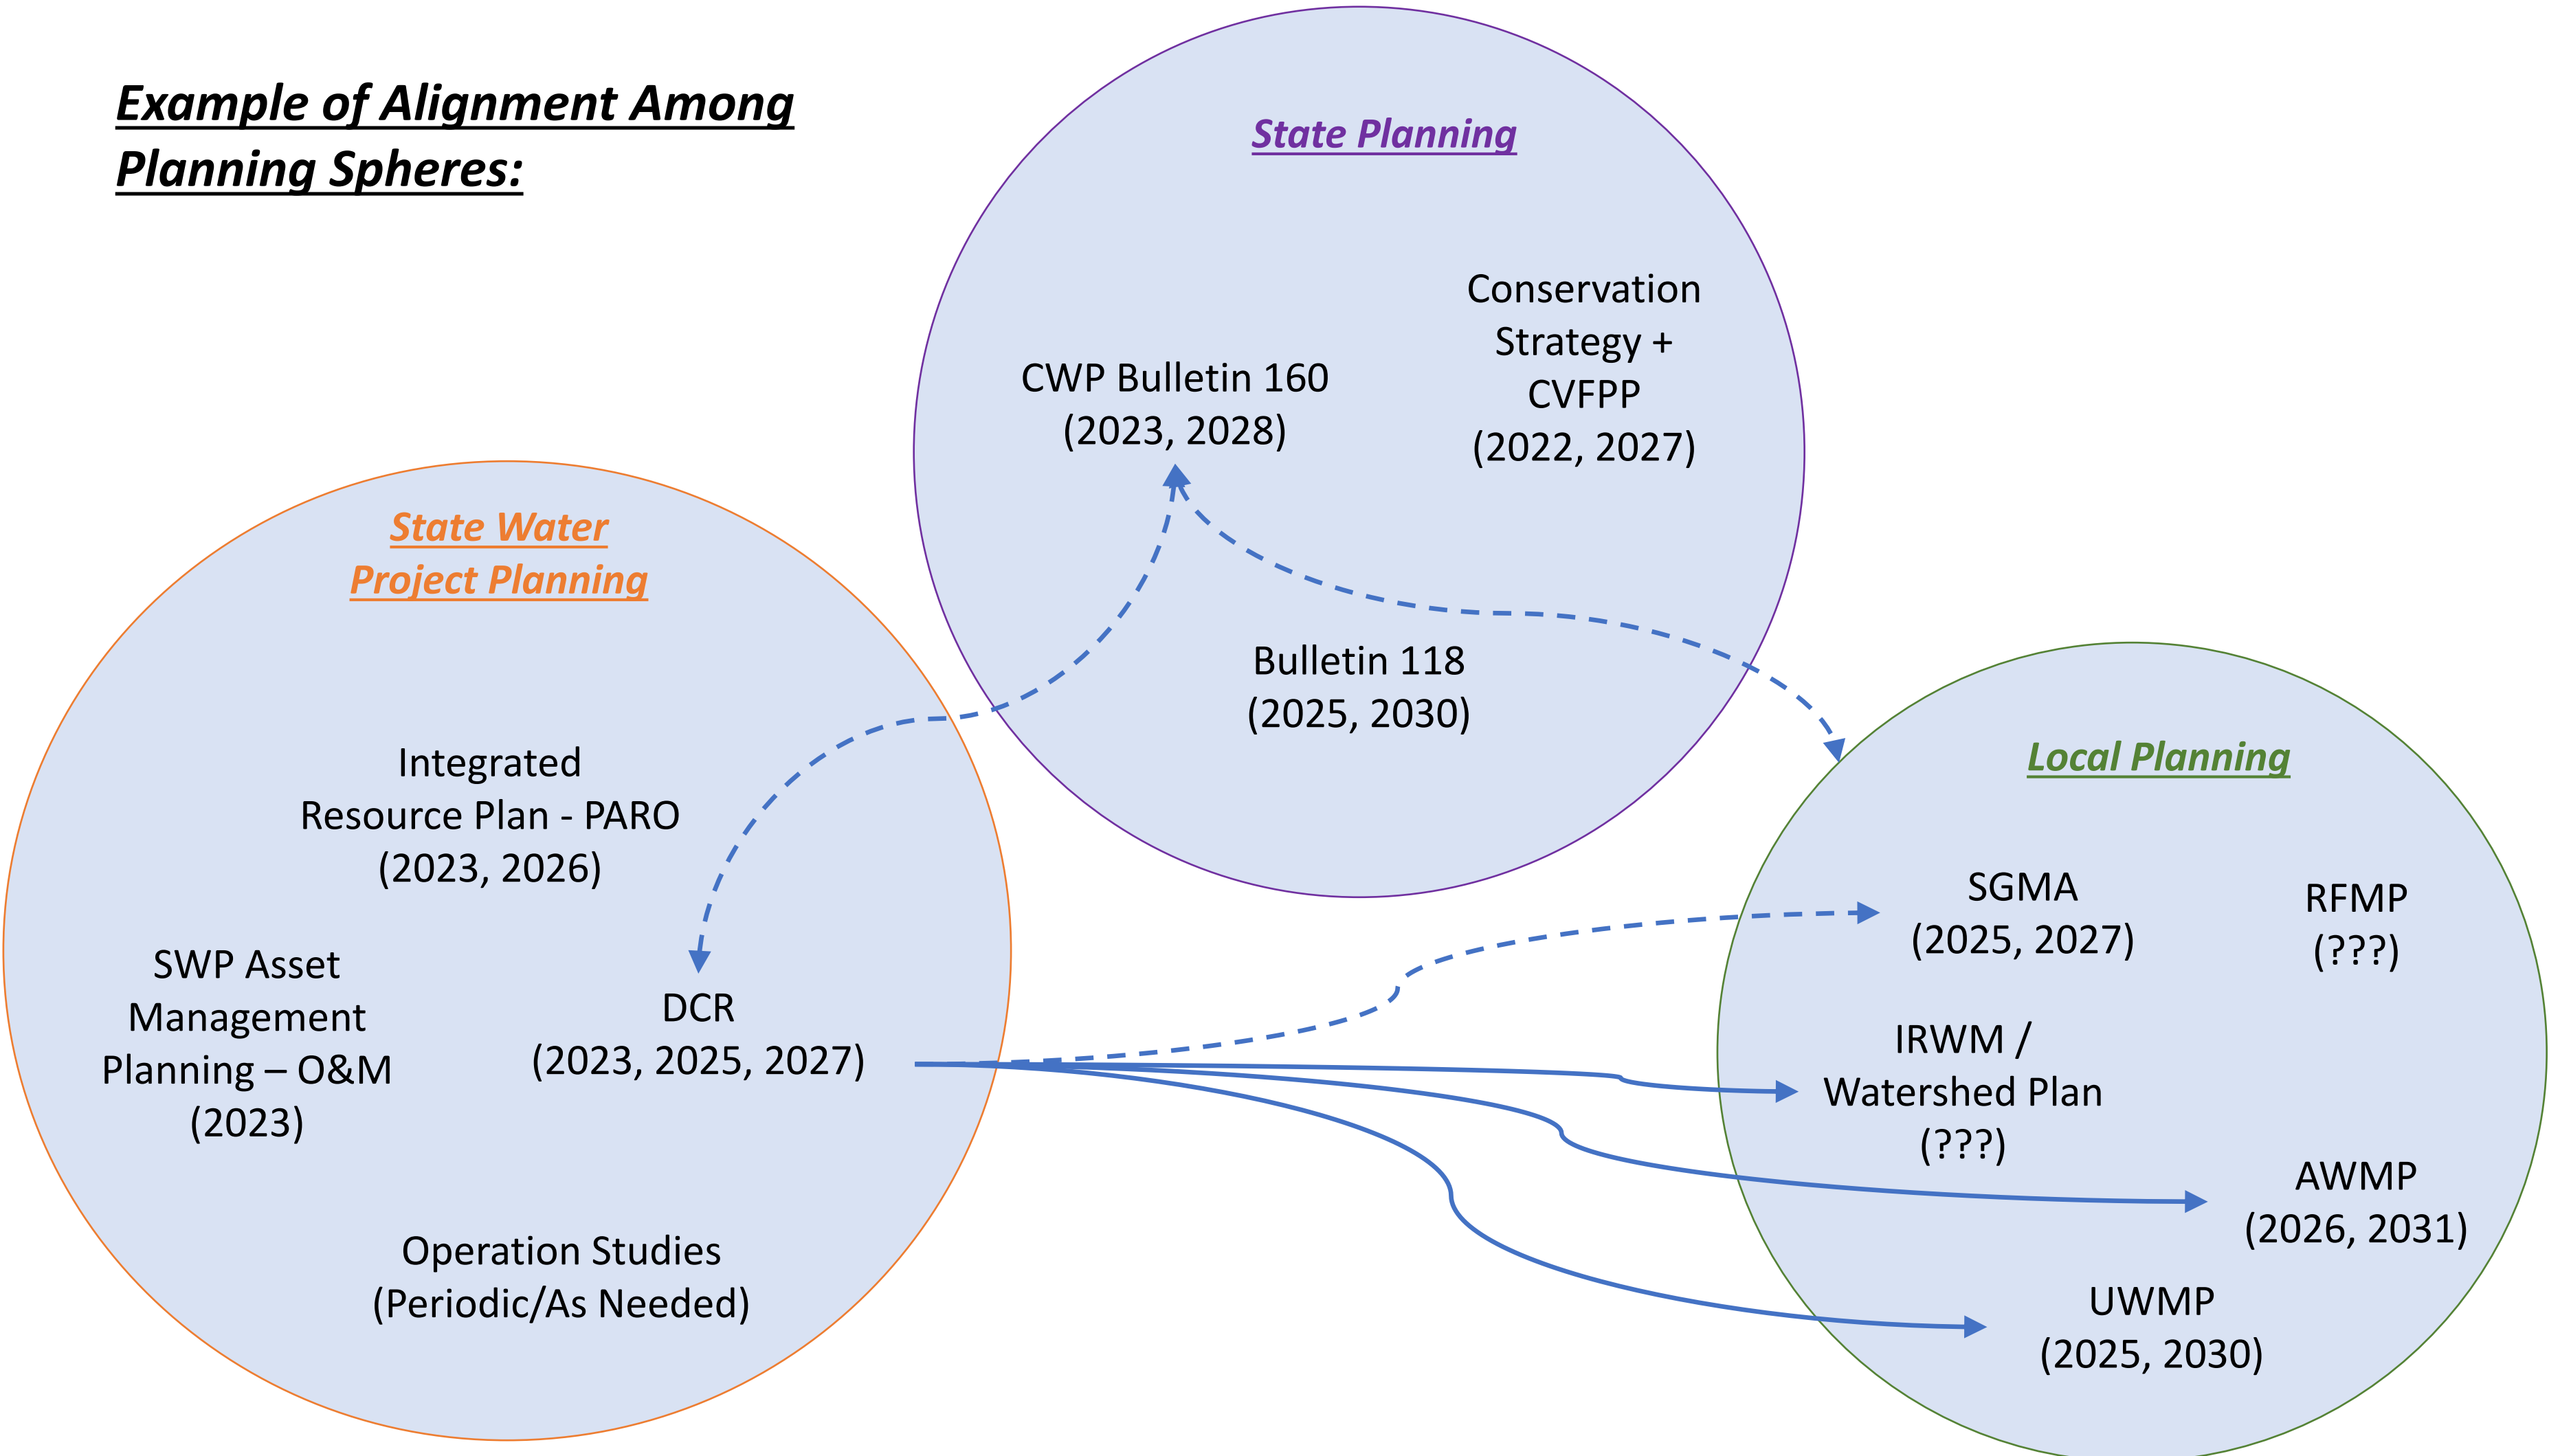 Example of Alignment Among
Planning Spheres:
State Planning
Conservation
Strategy +
CVFPP
(2022, 2027)
CWP Bulletin 160
(2023, 2028)
Bulletin 118
(2025, 2030)
State Water
Project Planning
Integrated
Resource Plan - PARO
(2023, 2026)
SWP Asset
Management
Planning – O&M
(2023)
DCR
(2023, 2025, 2027)
Operation Studies
(Periodic/As Needed)
Local Planning
SGMA
(2025, 2027)
RFMP
(???)
IRWM /
Watershed Plan
(???)
AWMP
(2026, 2031)
UWMP
(2025, 2030)